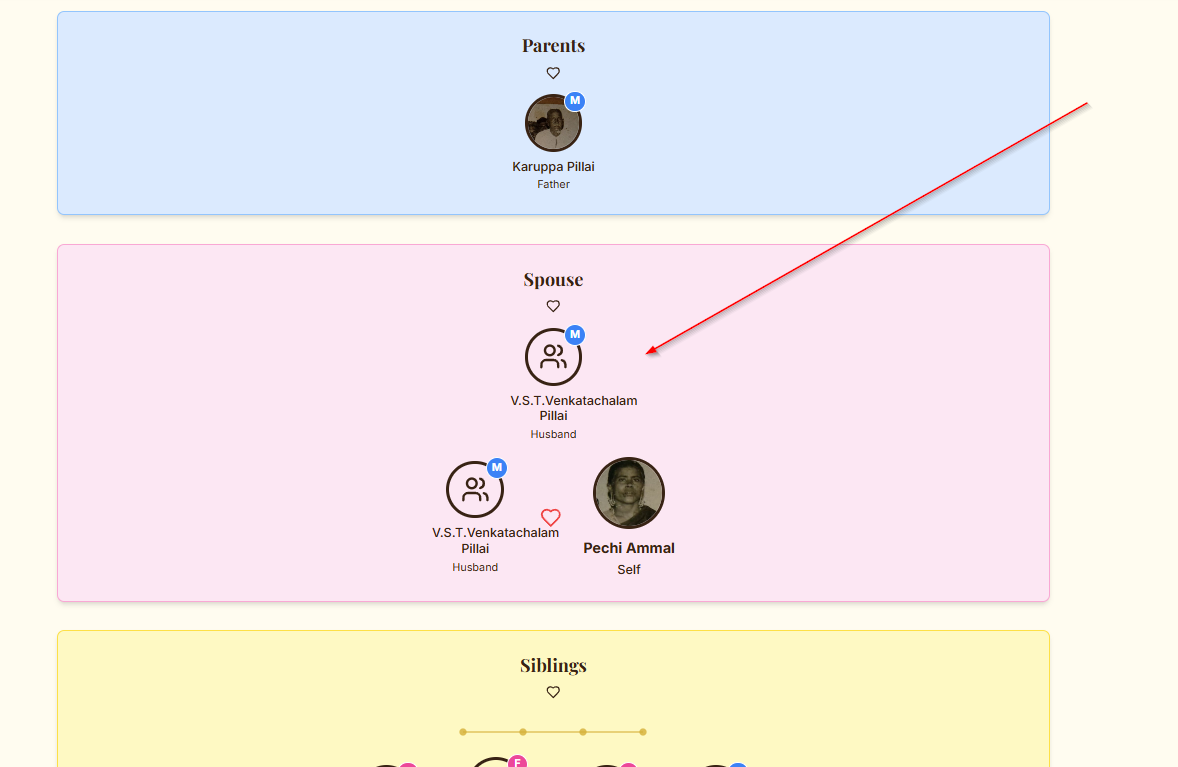 Parents
M
Karuppa Pillai
Father
Spouse
M
V.S.T.Venkatachalam
Pillai
Husband
M
V.S.T.Venkatachalam
Pillai
Husband
Pechi Ammal
Self
Siblings
F